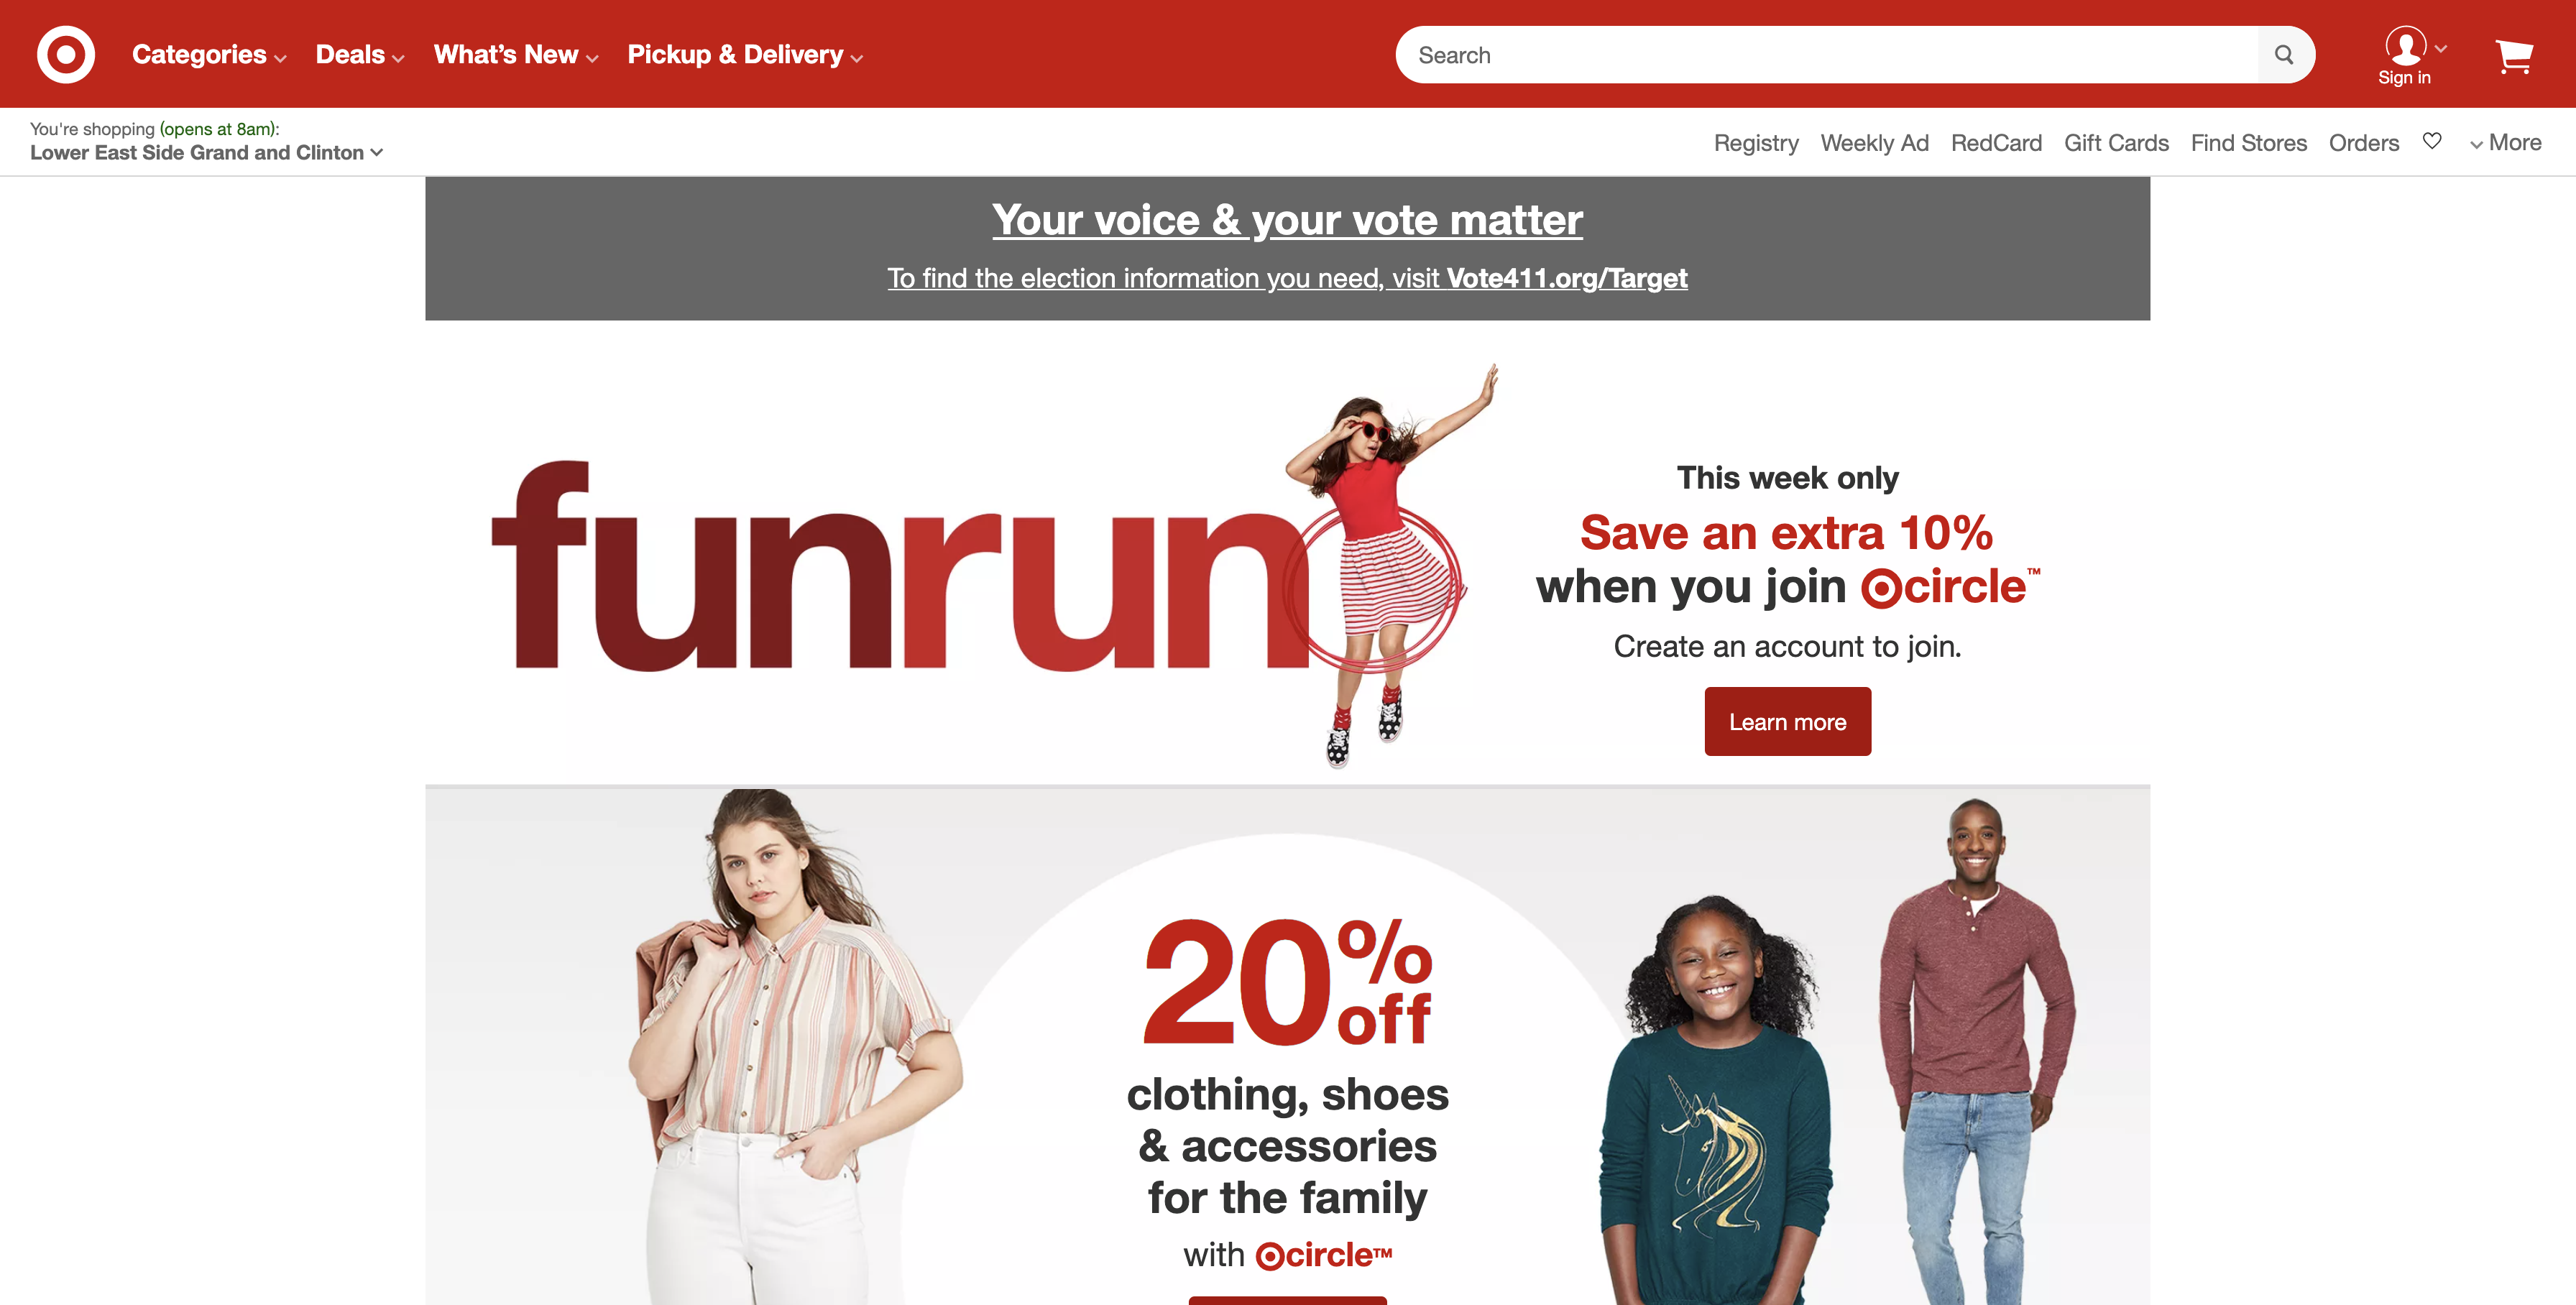 Categories
Deals
What's New
Pickup & Delivery
Search
Sign in
You're shopping (opens at 8am):
Lower East Side Grand and Clinton
Registry
Weekly Ad
RedCard
Gift Cards
Find Stores
Orders
More
Your voice & your vote matter
To find the election information you need, visit Vote411.org/Target
funrun
This week only
Save an extra 10%
when you join circle™
Create an account to join.
Learn more
20% off
clothing, shoes
& accessories
for the family
with circle™